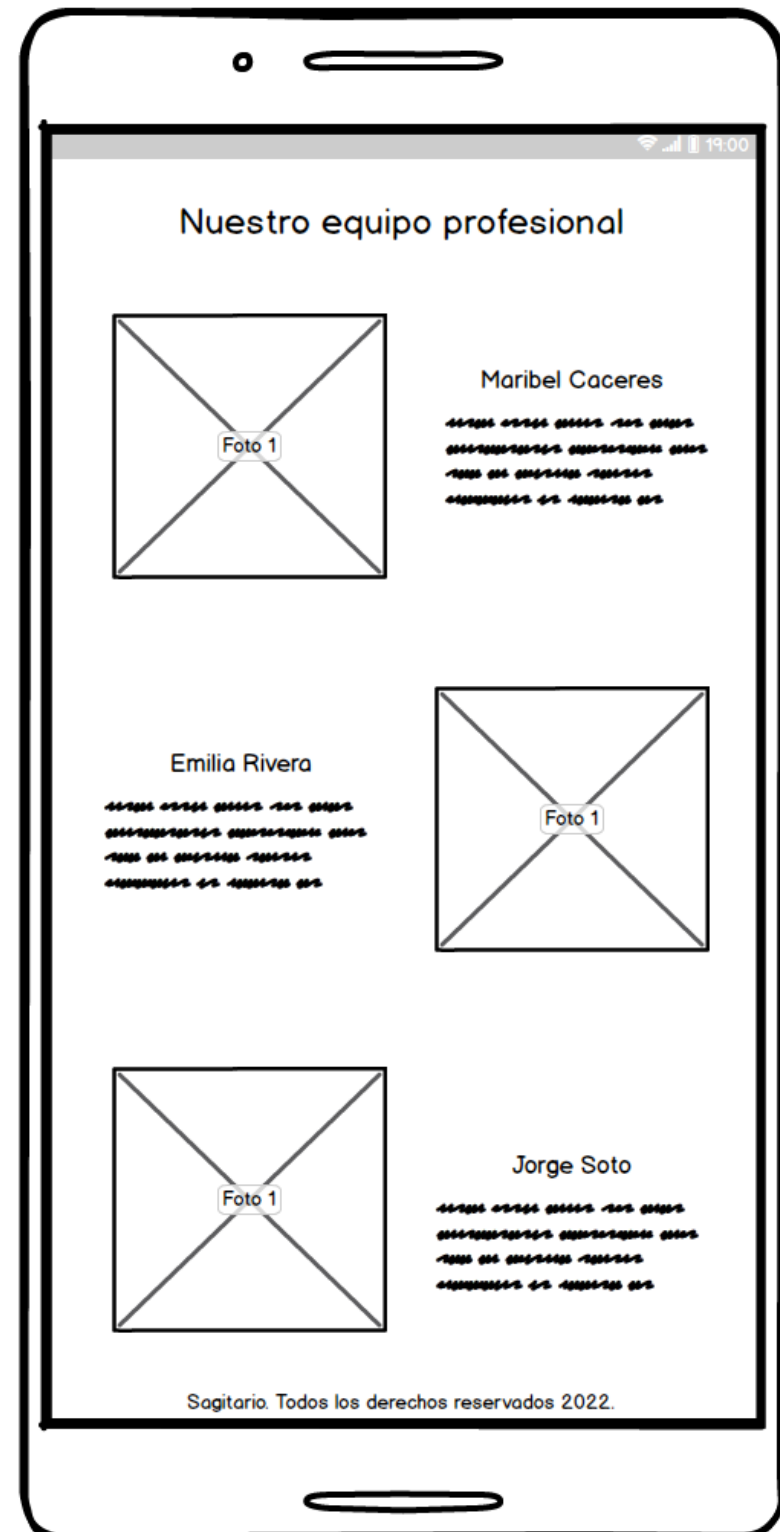 19:00
Nuestro equipo profesional
Foto 1
Maribel Caceres
Emilia Rivera
Foto 1
Foto 1
Jorge Soto
Sagitario. Todos los derechos reservados 2022.